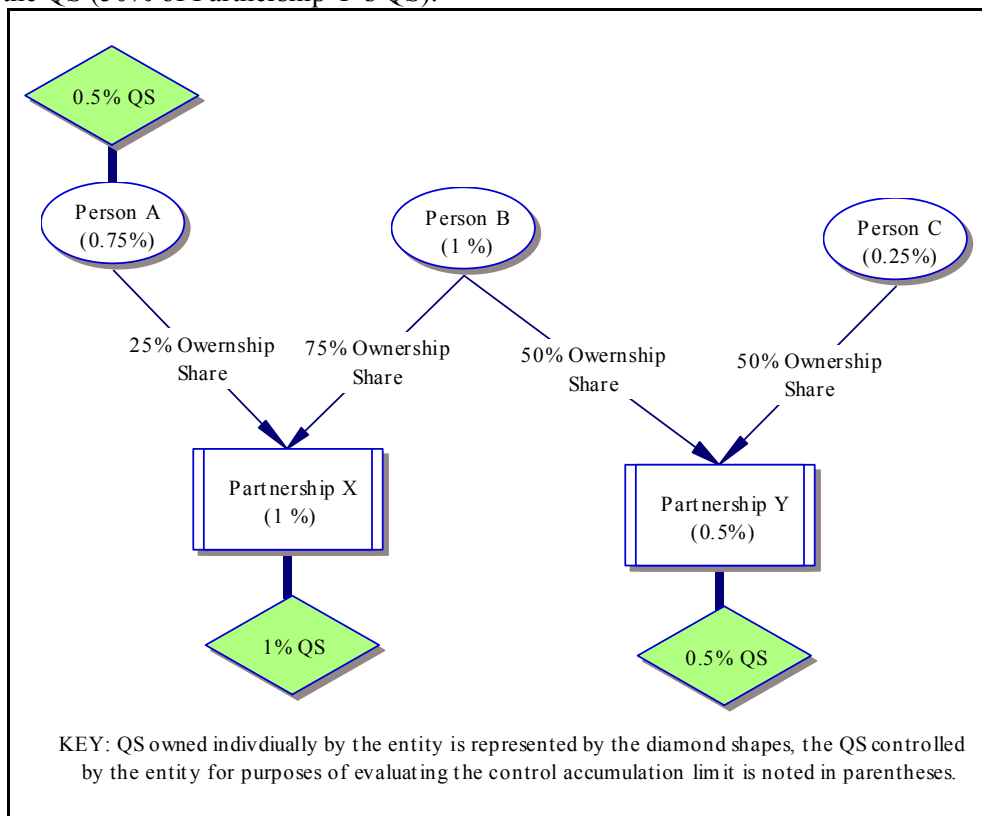 the QS (50% of Partnership Y's QS).
0.5% QS
Person A
(0.75%)
Person B
(1 %)
Person C
(0.25%)
25% Owernship
Share
75% Ownership
Share
50% Owernship
Share
50% Ownership
Share
Partnership X
(1 %)
Partnership Y
(0.5%)
1% QS
0.5% QS
KEY: QS owned indivdiually by the entity is represented by the diamond shapes, the QS controlled
by the entity for purposes of evaluating the control accumulation limit is noted in parentheses.